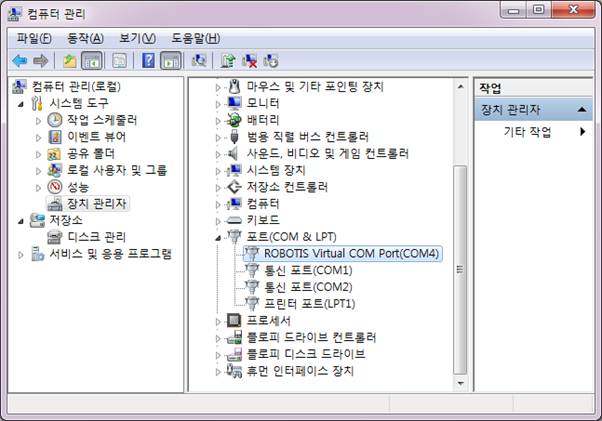 컴퓨터 관리
파일(F) 동작(A) 보기(V) 도움말(H)
컴퓨터 관리(로컬)
시스템 도구
작업 스케줄러
이벤트 뷰어
공유 폴더
로컬 사용자 및 그룹
성능
장치 관리자
저장소
디스크 관리
서비스 및 응용 프로그램
마우스 및 기타 포인팅 장치
모니터
배터리
범용 직렬 버스 컨트롤러
사운드, 비디오 및 게임 컨트롤러
시스템 장치
저장소 컨트롤러
컴퓨터
키보드
포트(COM & LPT)
ROBOTIS Virtual COM Port(COM4)
통신 포트(COM1)
통신 포트(COM2)
프린터 포트(LPT1)
프로세서
플로피 드라이브 컨트롤러
플로피 디스크 드라이브
휴먼 인터페이스 장치
작업
장치 관리자
기타 작업